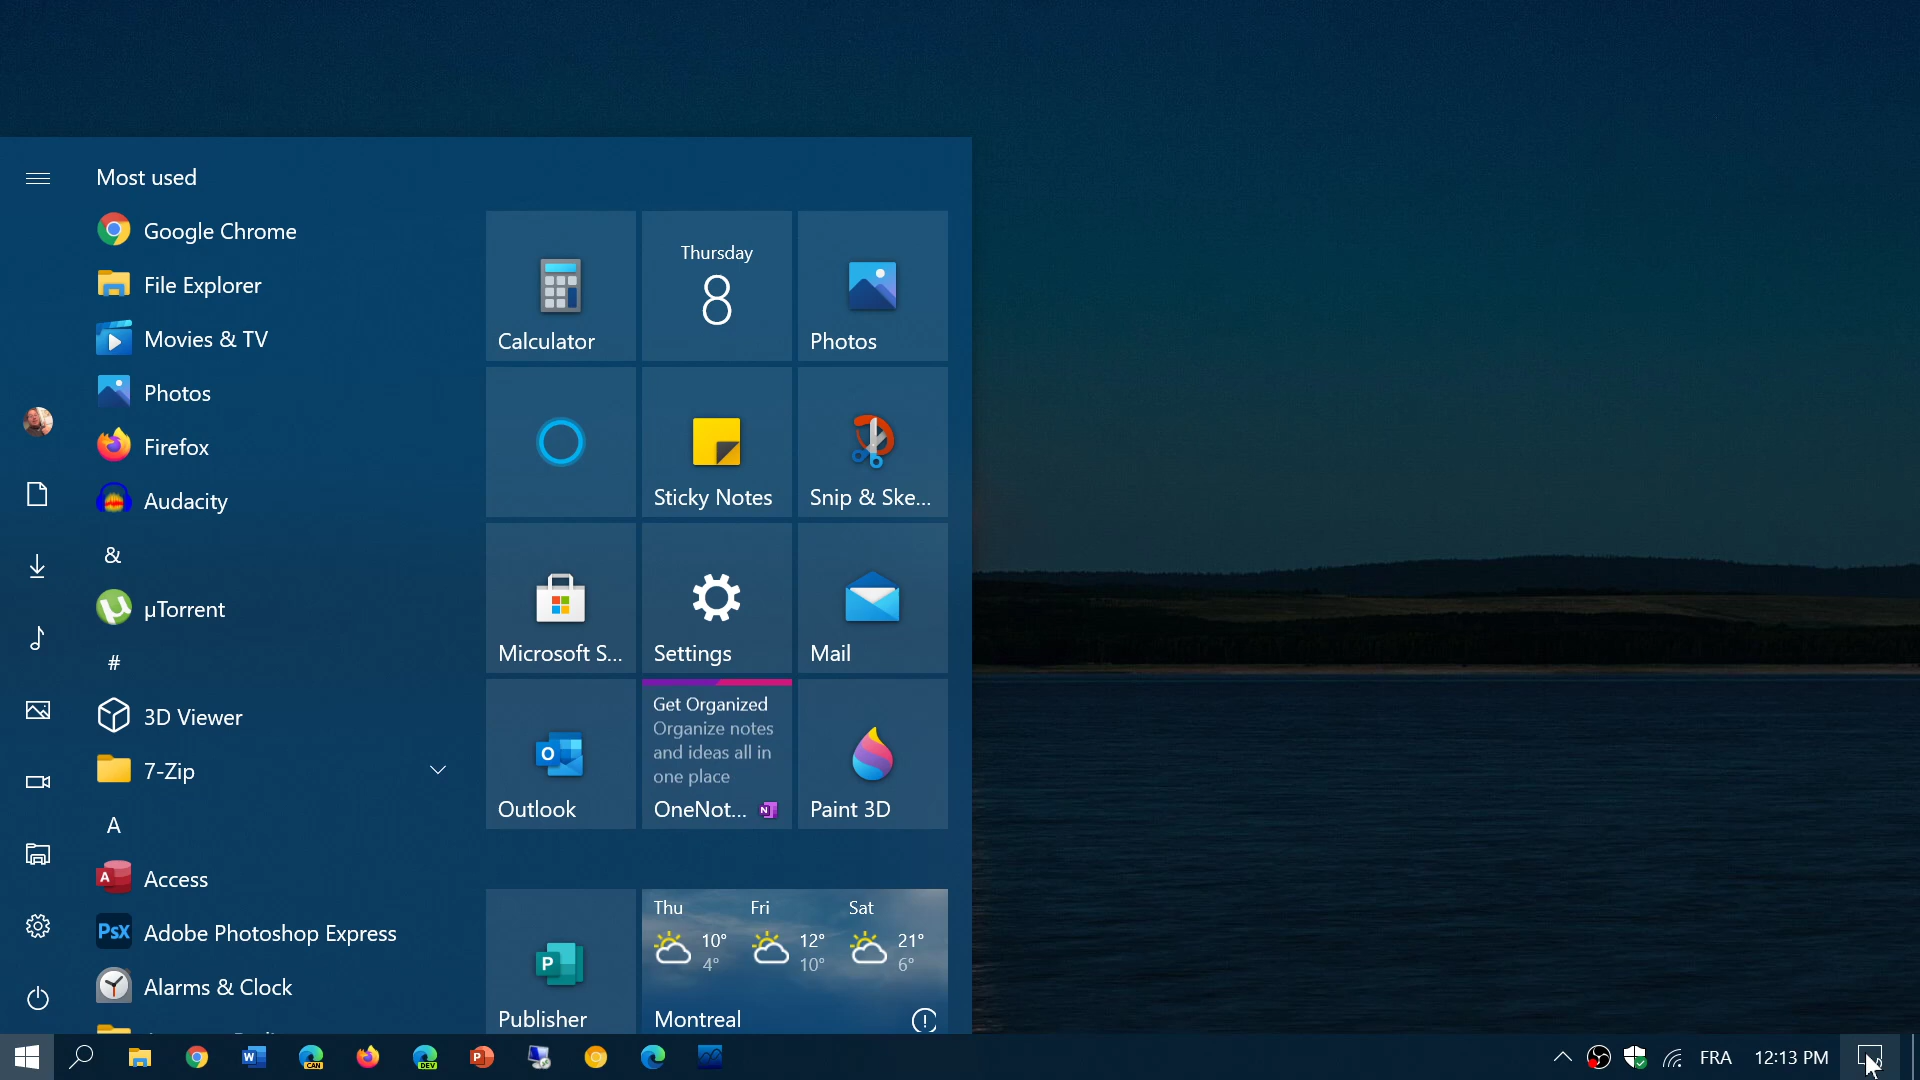 Most used
Google Chrome
File Explorer
Movies & TV
Photos
Firefox
Audacity
&
µTorrent
#
3D Viewer
7-Zip
A
Access
Adobe Photoshop Express
Alarms & Clock
Calculator
Thursday
8
Photos
Sticky Notes
Snip & Ske...
Microsoft S...
Settings
Mail
Outlook
Get Organized
Organize notes
and ideas all in
one place
OneNot...
Paint 3D
Publisher
Thu Fri Sat
10° 12° 21°
4° 10° 6°
Montreal
CAN
DEV
FRA 12:13 PM